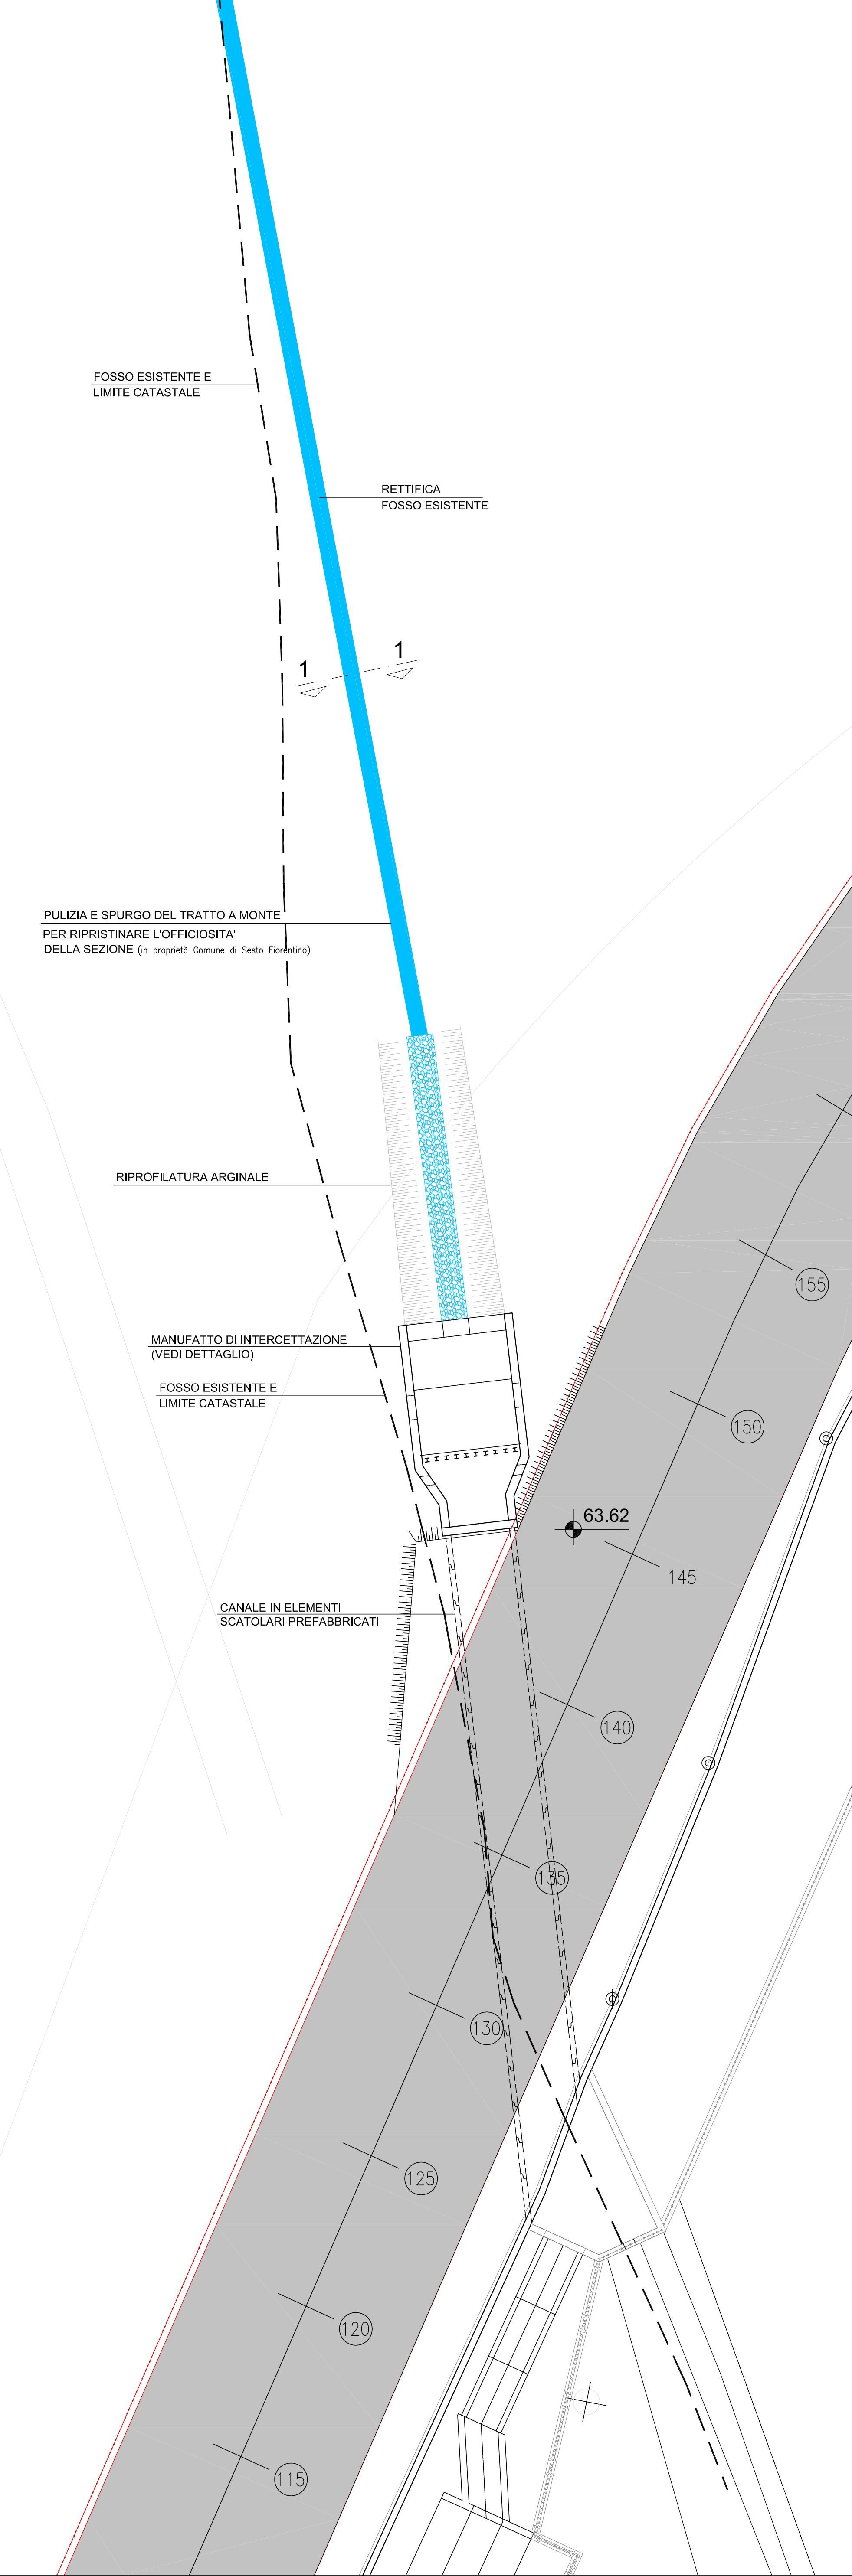 FOSSO ESISTENTE E
LIMITE CATASTALE
RETTIFICA
FOSSO ESISTENTE
1
1
PULIZIA E SPURGO DEL TRATTO A MONTE
PER RIPRISTINARE L'OFFICIOSITA'
DELLA SEZIONE (in proprietà Comune di Sesto Fiorentino)
RIPROFILATURA ARGINALE
155
MANUFATTO DI INTERCETTAZIONE
(VEDI DETTAGLIO)
FOSSO ESISTENTE E
LIMITE CATASTALE
150
63.62
145
CANALE IN ELEMENTI
SCATOLARI PREFABBRICATI
140
135
130
125
120
115